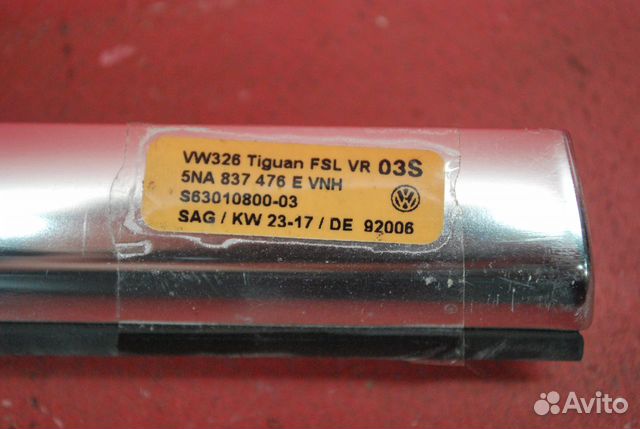 VW326 Tiguan FSL VR 03S
5NA 837 476 E VNH
S63010800-03
SAG / KW 23-17 / DE 92006
Avito